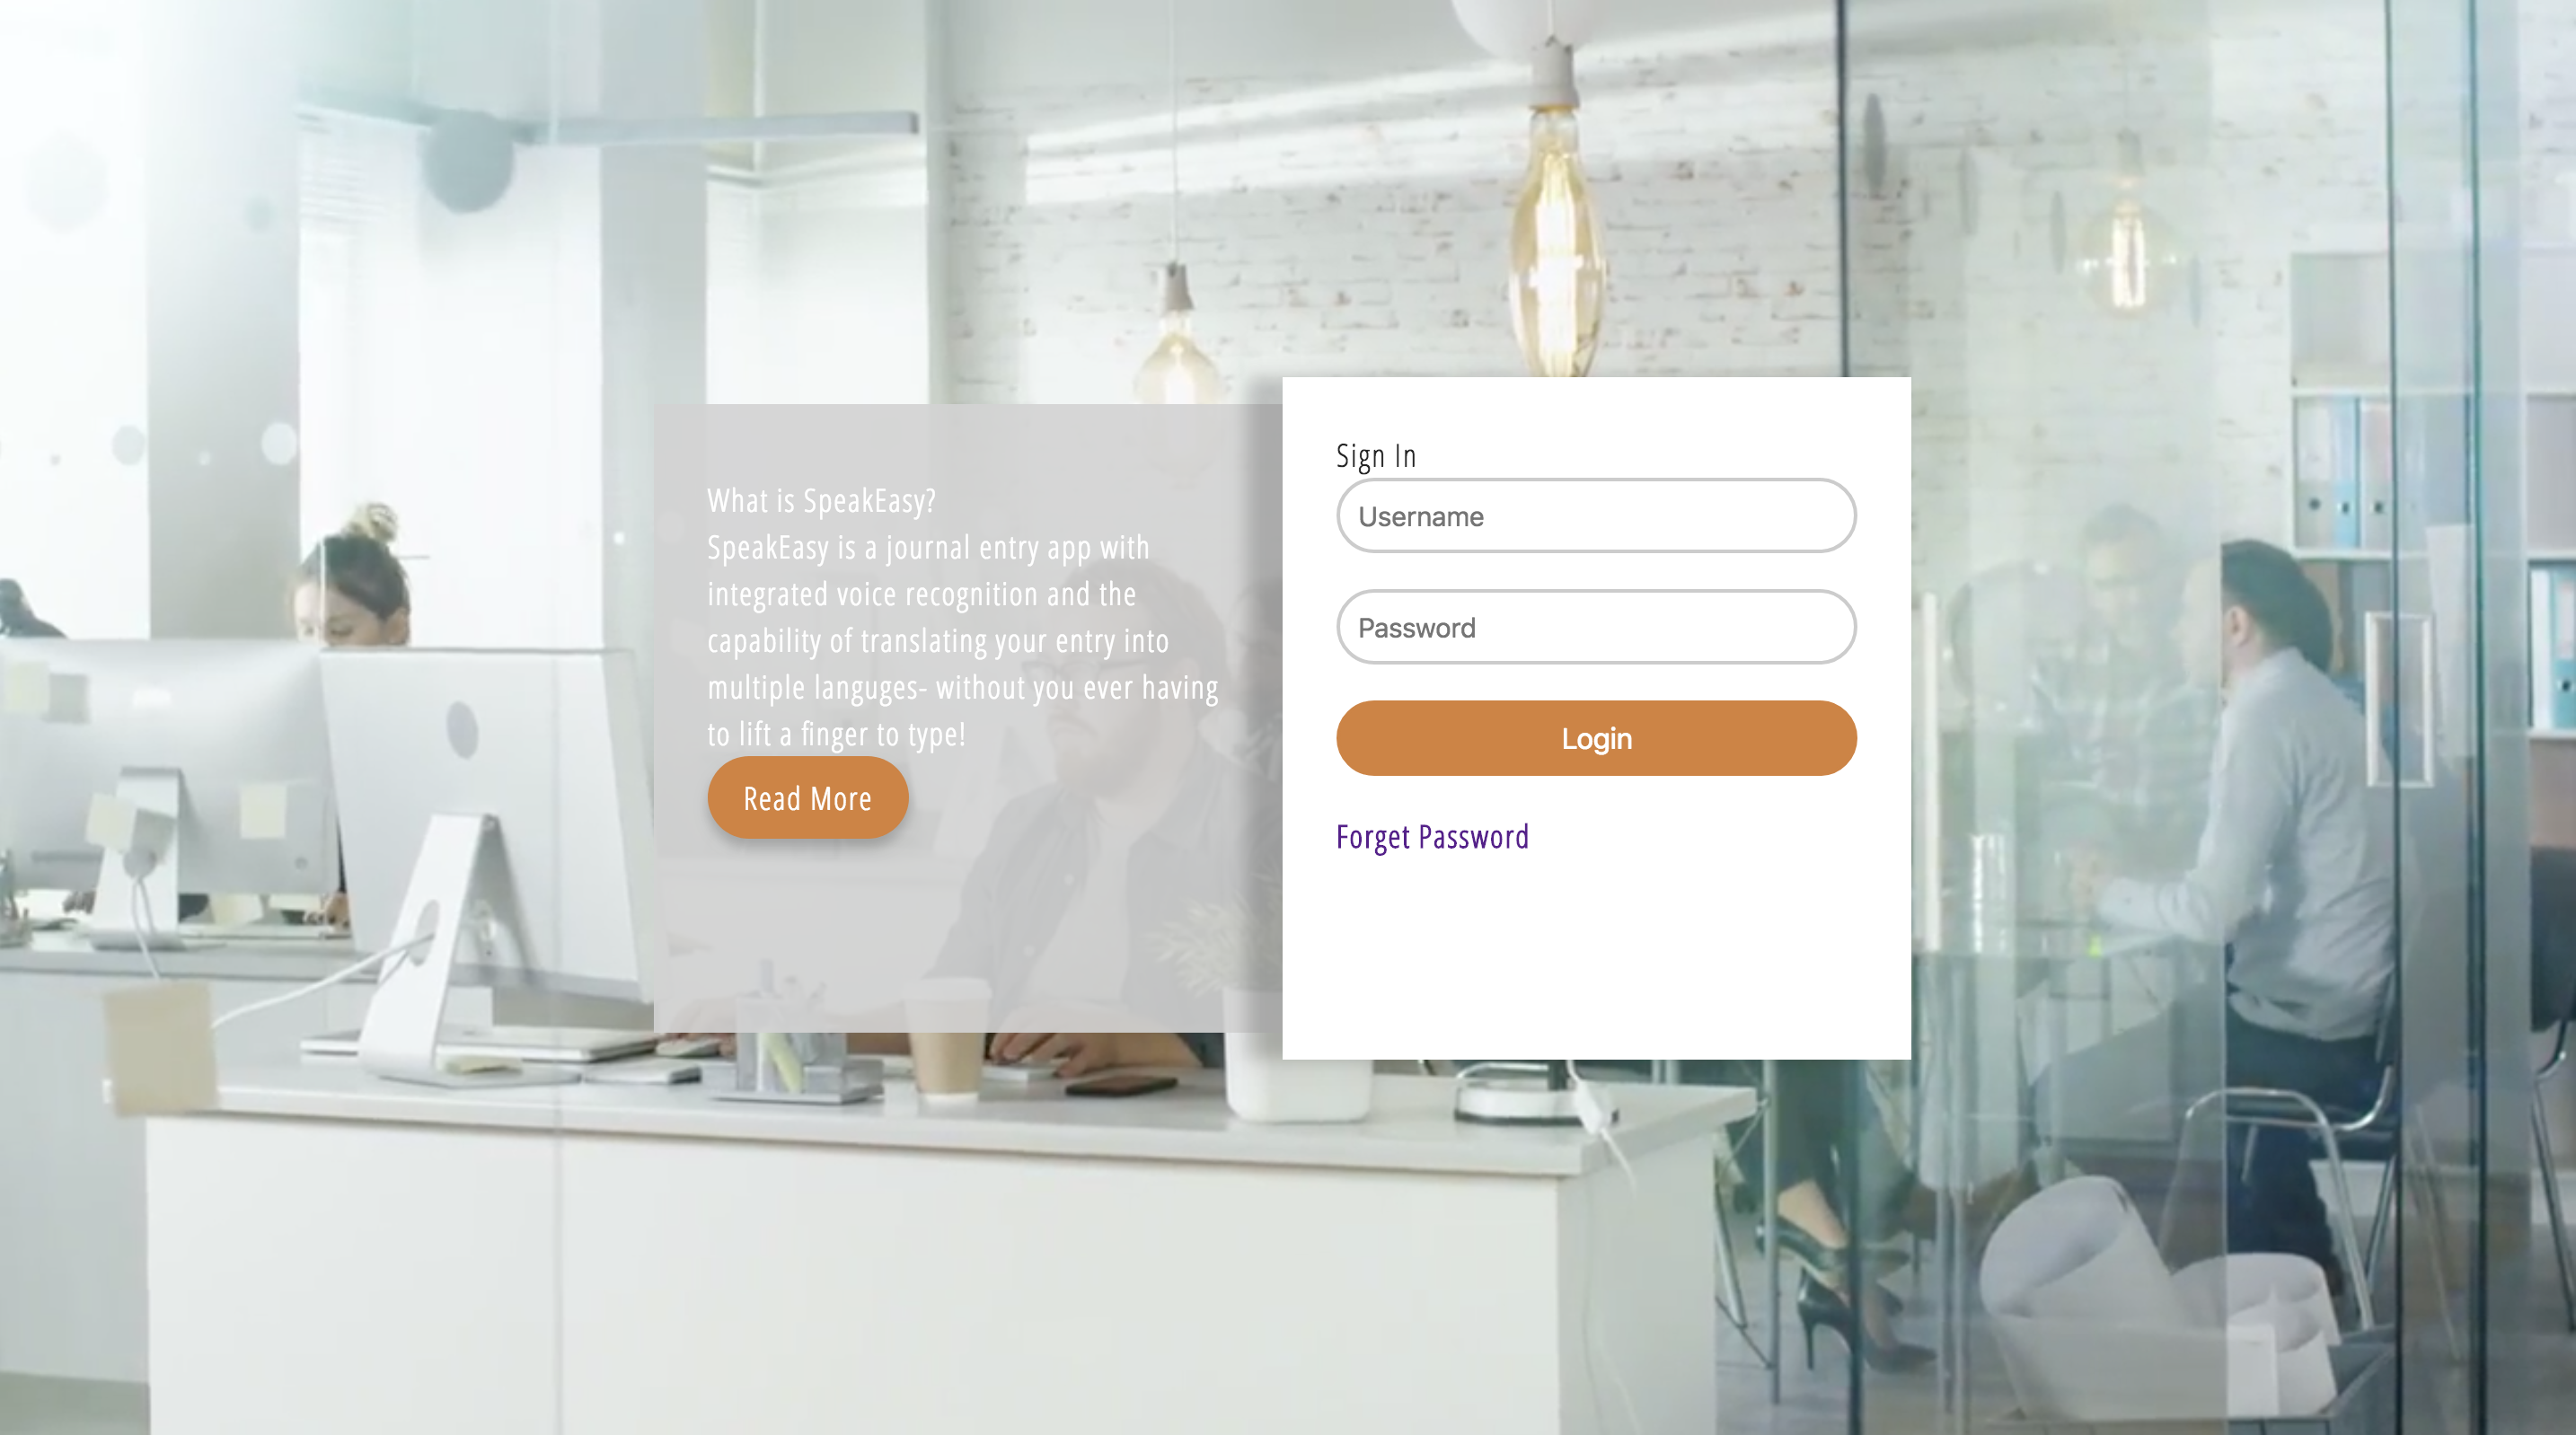 What is SpeakEasy?
SpeakEasy is a journal entry app with
integrated voice recognition and the
capability of translating your entry into
multiple languges- without you ever having
to lift a finger to type!
Read More
Sign In
Username
Password
Login
Forget Password